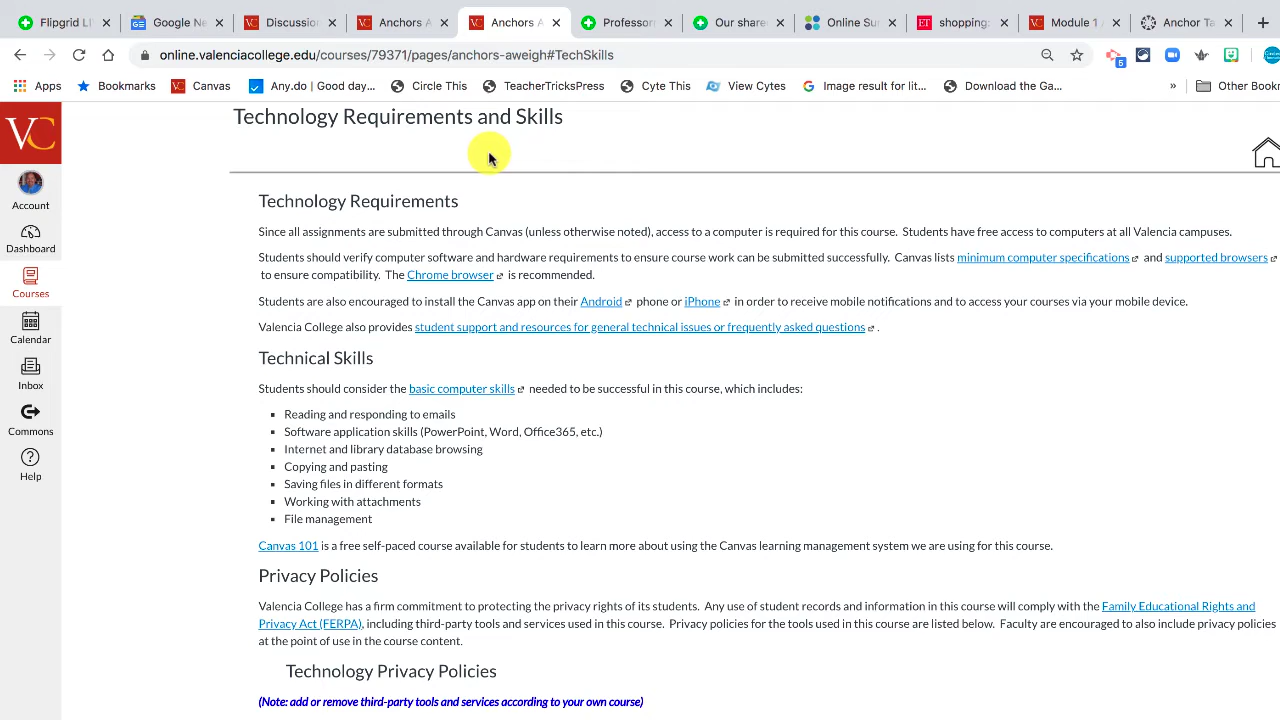 Flipgrid LI
Google Ne
Discussion
Anchors A
Anchors A
Professor
Our share
Online Su
ET shopping:
Module 1
Anchor Ta
online.valenciacollege.edu/courses/79371/pages/anchors-aweigh#TechSkills
5
Apps
Bookmarks
Canvas
Any.do | Good day...
Circle This
TeacherTricksPress
Cyte This
View Cytes
Image result for lit...
Download the Ga...
»
Other Bookr
VC
Account
Dashboard
Courses
Calendar
Inbox
Commons
Help
Technology Requirements and Skills
Technology Requirements
Since all assignments are submitted through Canvas (unless otherwise noted), access to a computer is required for this course. Students have free access to computers at all Valencia campuses.
Students should verify computer software and hardware requirements to ensure course work can be submitted successfully. Canvas lists minimum computer specifications and supported browsers
to ensure compatibility. The Chrome browser is recommended.
Students are also encouraged to install the Canvas app on their Android phone or iPhone in order to receive mobile notifications and to access your courses via your mobile device.
Valencia College also provides student support and resources for general technical issues or frequently asked questions .
Technical Skills
Students should consider the basic computer skills needed to be successful in this course, which includes:
Reading and responding to emails
Software application skills (PowerPoint, Word, Office365, etc.)
Internet and library database browsing
Copying and pasting
Saving files in different formats
Working with attachments
File management
Canvas 101 is a free self-paced course available for students to learn more about using the Canvas learning management system we are using for this course.
Privacy Policies
Valencia College has a firm commitment to protecting the privacy rights of its students. Any use of student records and information in this course will comply with the Family Educational Rights and
Privacy Act (FERPA), including third-party tools and services used in this course. Privacy policies for the tools used in this course are listed below. Faculty are encouraged to also include privacy policies
at the point of use in the course content.
Technology Privacy Policies
(Note: add or remove third-party tools and services according to your own course)